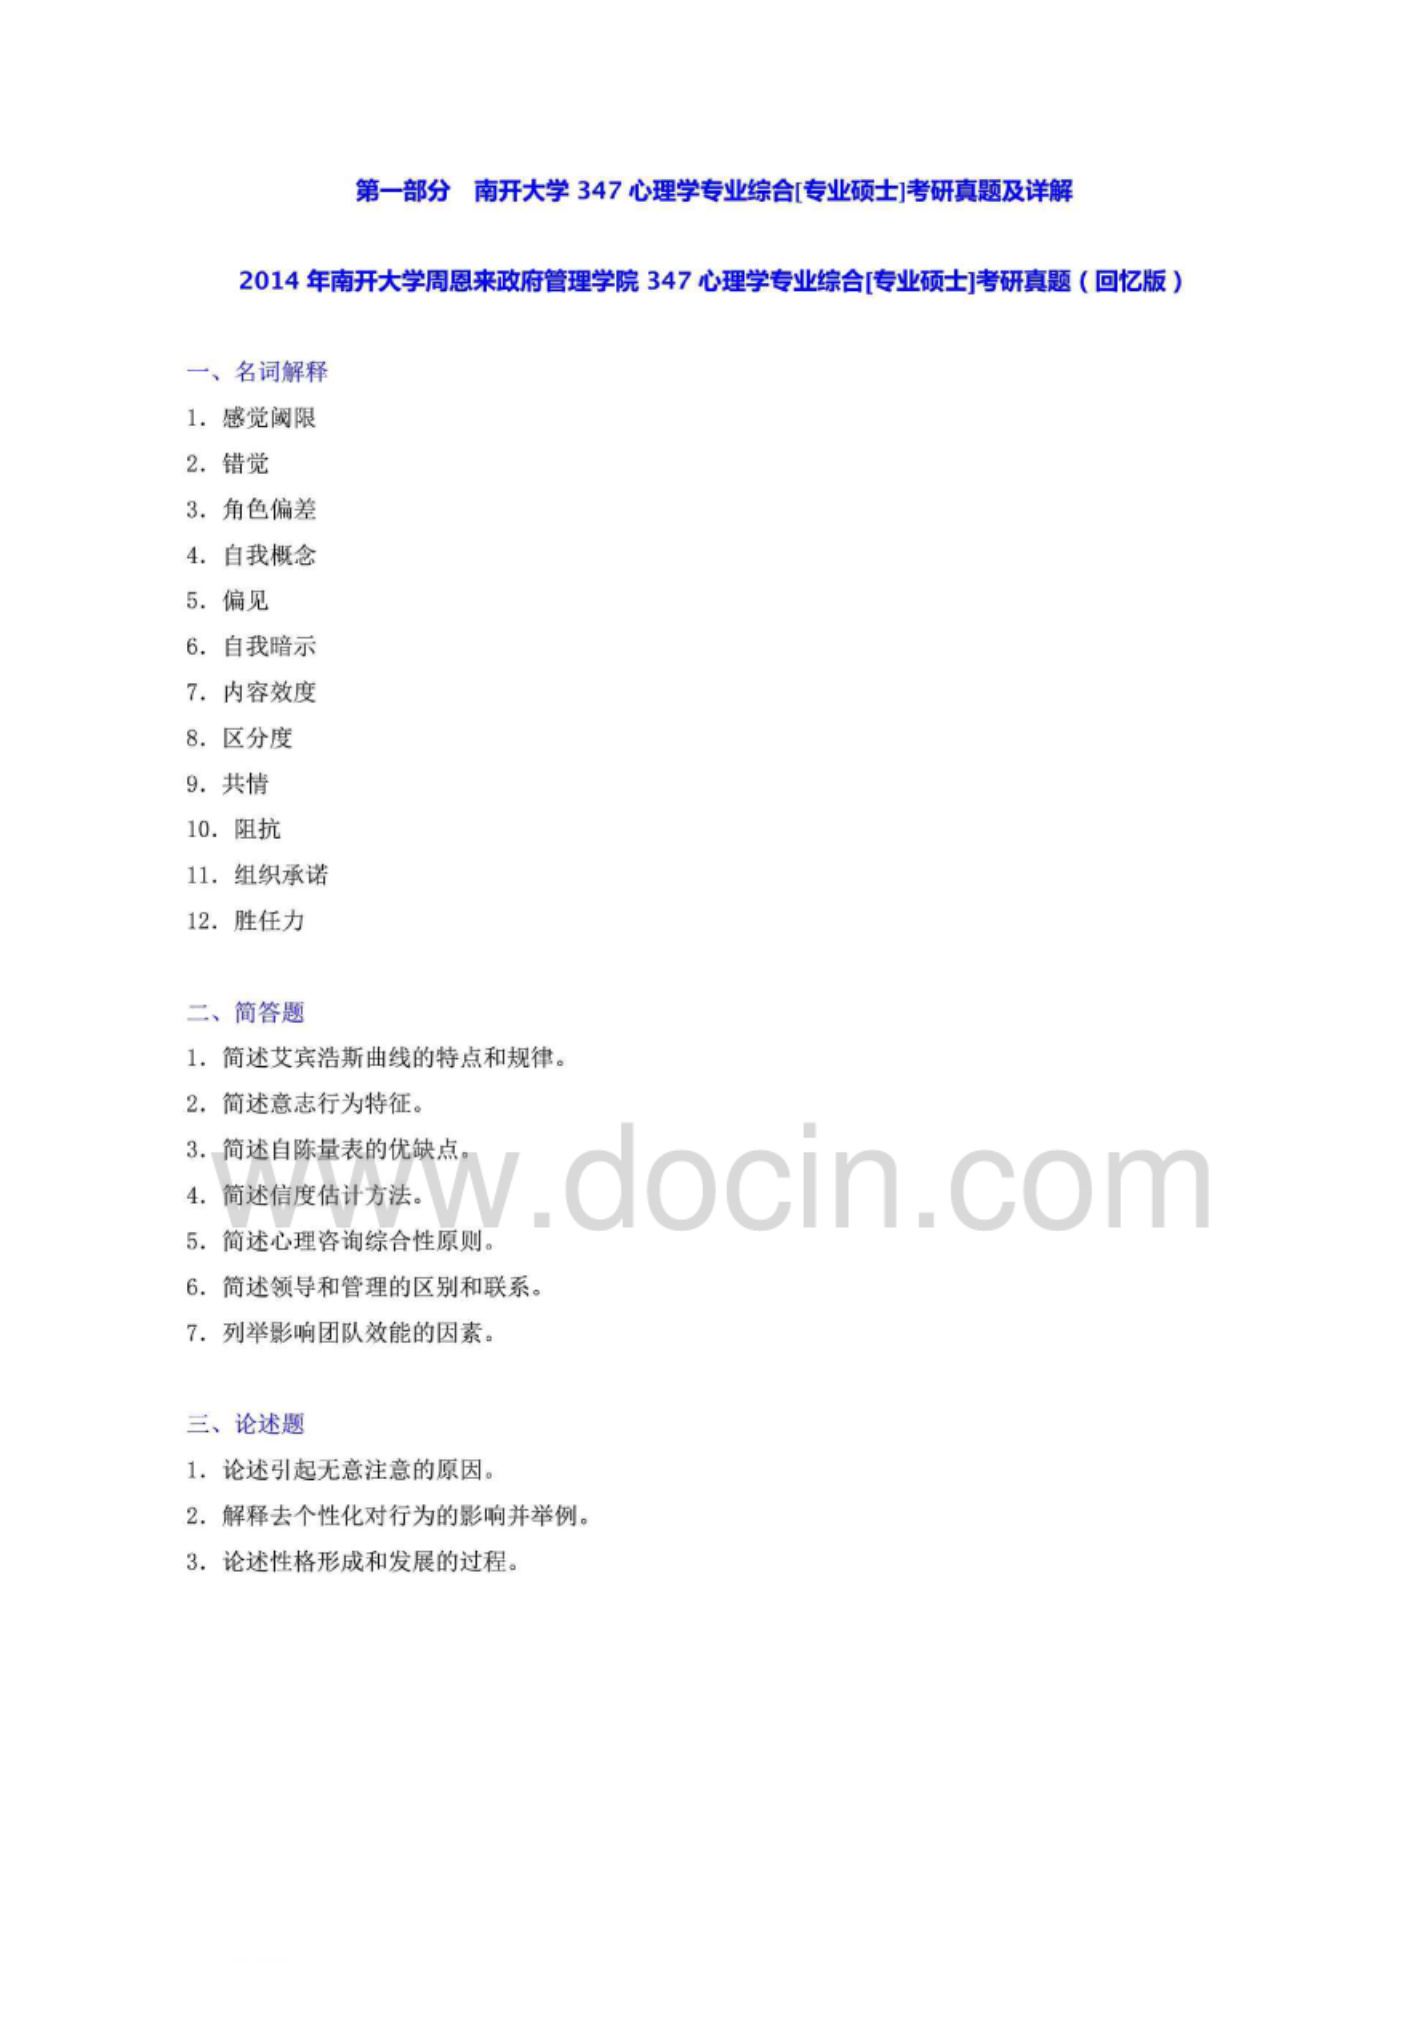 第一部分　南开大学 347 心理学专业综合[专业硕士]考研真题及详解
2014 年南开大学周恩来政府管理学院 347 心理学专业综合[专业硕士]考研真题（回忆版）
一、名词解释
1．感觉阈限
2．错觉
3．角色偏差
4．自我概念
5．偏见
6．自我暗示
7．内容效度
8．区分度
9．共情
10．阻抗
11．组织承诺
12．胜任力
二、简答题
1．简述艾宾浩斯曲线的特点和规律。
2．简述意志行为特征。
3．简述自陈量表的优缺点。
www.docin.com
4．简述信度估计方法。
5．简述心理咨询综合性原则。
6．简述领导和管理的区别和联系。
7．列举影响团队效能的因素。
三、论述题
1．论述引起无意注意的原因。
2．解释去个性化对行为的影响并举例。
3．论述性格形成和发展的过程。